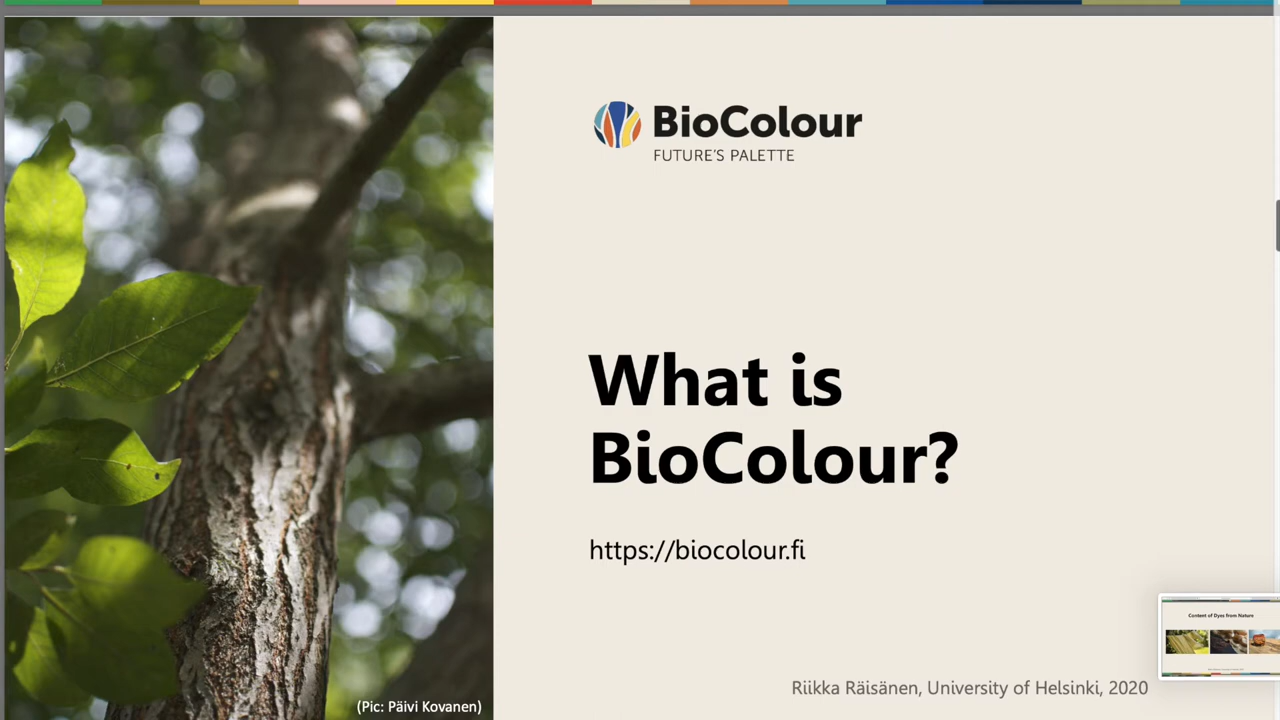 BioColour
FUTURE'S PALETTE
What is
BioColour?
https://biocolour.fi
Riikka Räisänen, University of Helsinki, 2020
(Pic: Päivi Kovanen)
Content of Dyes from Nature